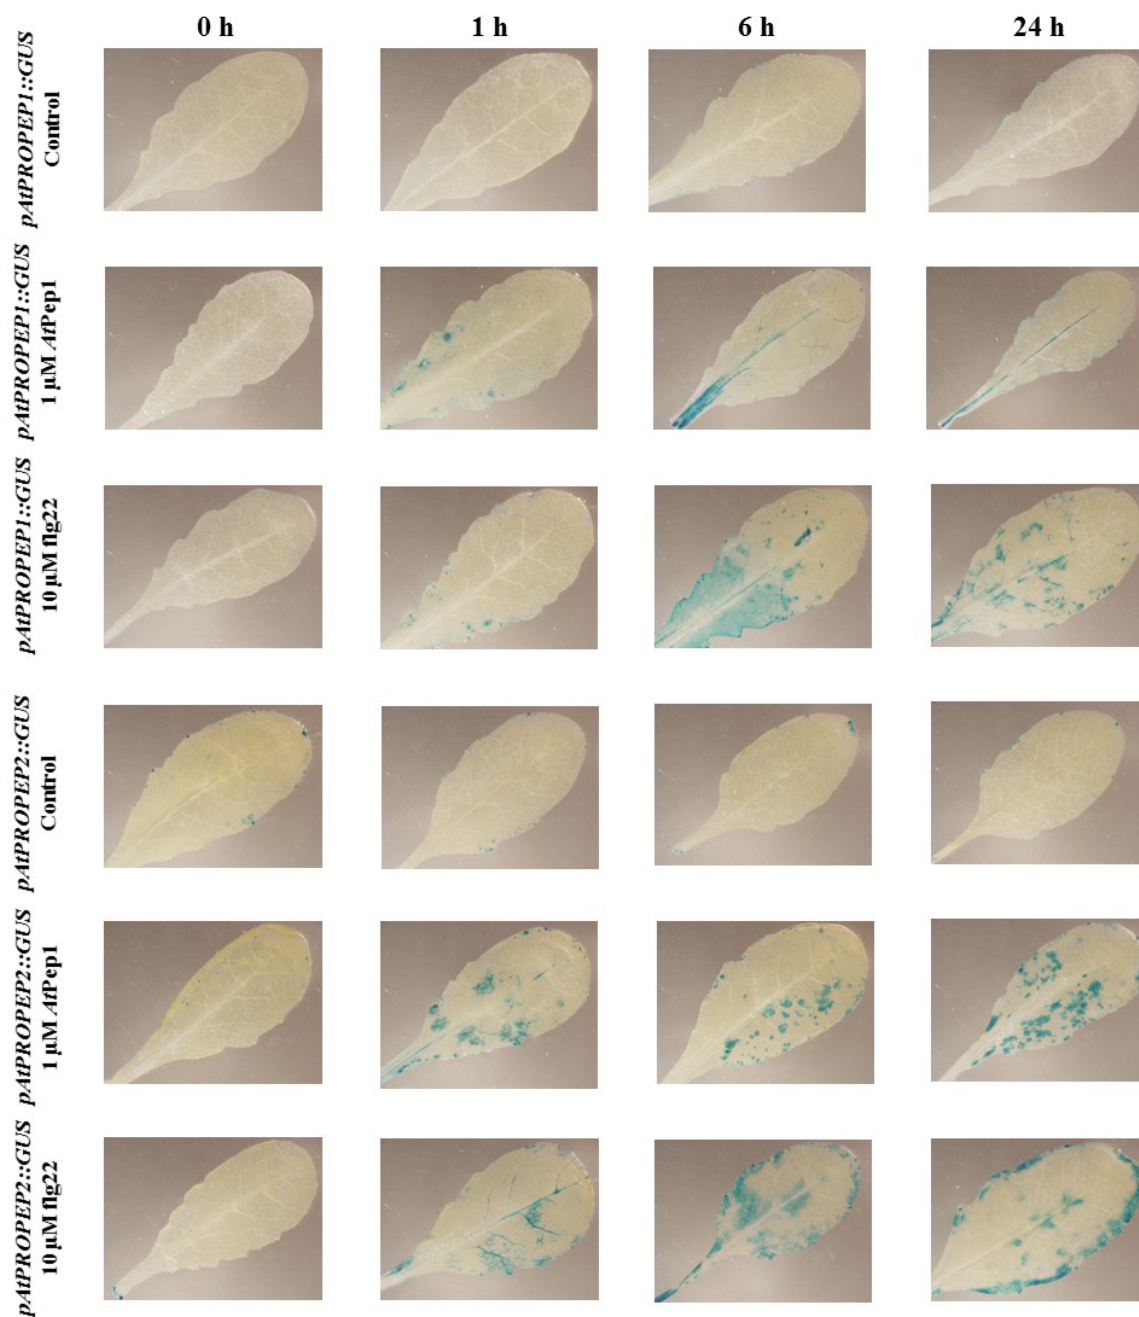 0 h 1 h 6 h 24 h
pAtPROPEP1::GUS
Control
pAtPROPEP1::GUS
1 µM AtPep1
pAtPROPEP1::GUS
10 µM flg22
pAtPROPEP2::GUS
Control
pAtPROPEP2::GUS
1 µM AtPep1
pAtPROPEP2::GUS
10 µM flg22